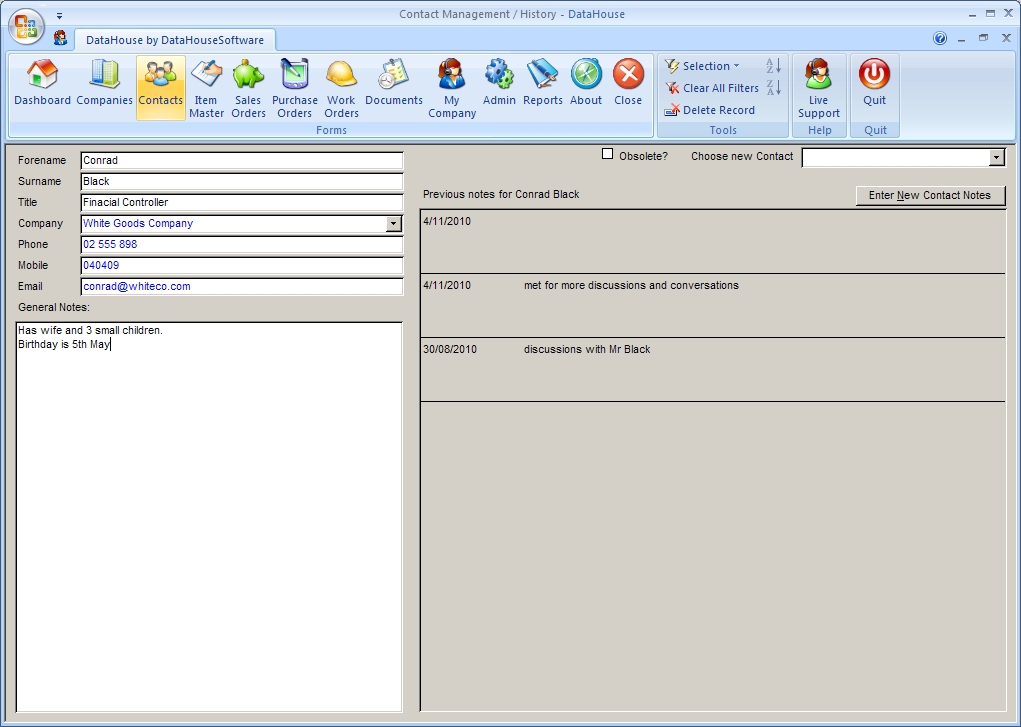 Contact Management / History - DataHouse
DataHouse by DataHouseSoftware
Dashboard
Companies
Contacts
Item Master
Sales Orders
Purchase Orders
Work Orders
Documents
My Company
Admin
Reports
About
Close
Forms
Selection
Clear All Filters
Delete Record
Tools
Live Support
Help
Quit
Quit
Forename Conrad
Surname Black
Title Finacial Controller
Company White Goods Company
Phone 02 555 898
Mobile 040409
Email conrad@whiteco.com
General Notes:
Has wife and 3 small children.
Birthday is 5th May
Obsolete? Choose new Contact
Previous notes for Conrad Black
Enter New Contact Notes
4/11/2010
4/11/2010 met for more discussions and conversations
30/08/2010 discussions with Mr Black